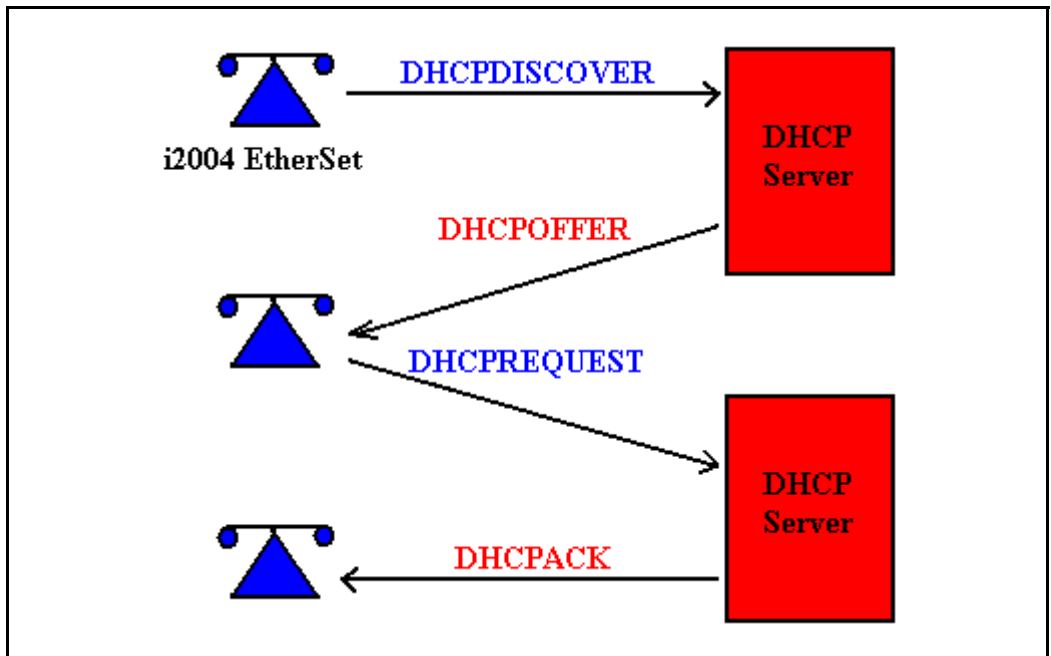 DHCPDISCOVER
DHCP
Server
i2004 EtherSet
DHCPOFFER
DHCPREQUEST
DHCP
Server
DHCPACK